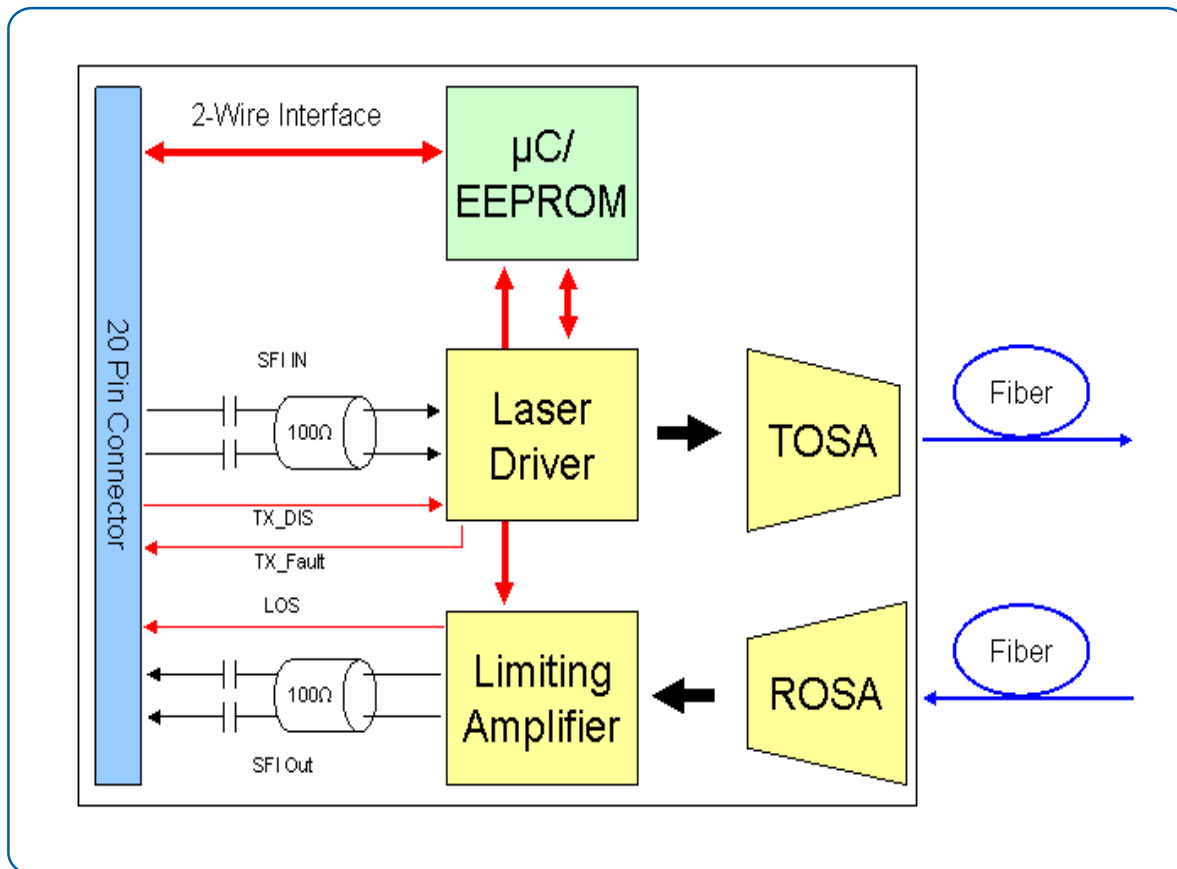 2-Wire Interface
µC/
EEPROM
20 Pin Connector
SFI IN
100Ω
Laser
Driver
TOSA
Fiber
TX_DIS
TX_Fault
LOS
100Ω
Limiting
Amplifier
ROSA
Fiber
SFI Out